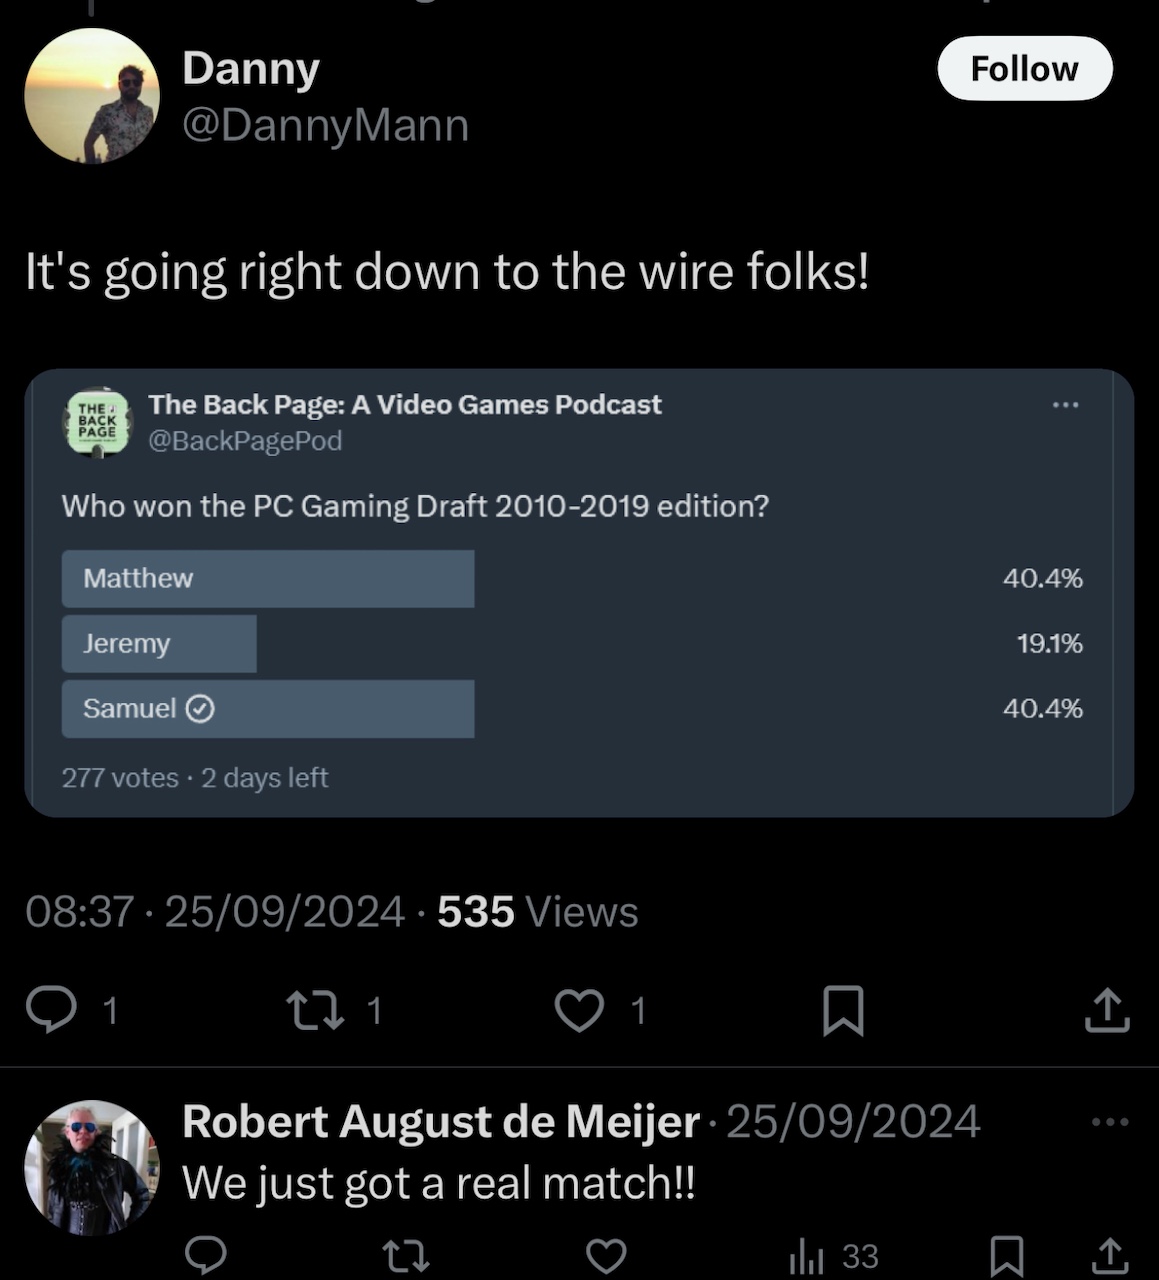 Danny
Follow
@DannyMann
It's going right down to the wire folks!
THE
BACK
PAGE
The Back Page: A Video Games Podcast
@BackPagePod
Who won the PC Gaming Draft 2010-2019 edition?
Matthew 40.4%
Jeremy 19.1%
Samuel 40.4%
277 votes · 2 days left
08:37 · 25/09/2024 · 535 Views
1 1 1
Robert August de Meijer · 25/09/2024
We just got a real match!!
33